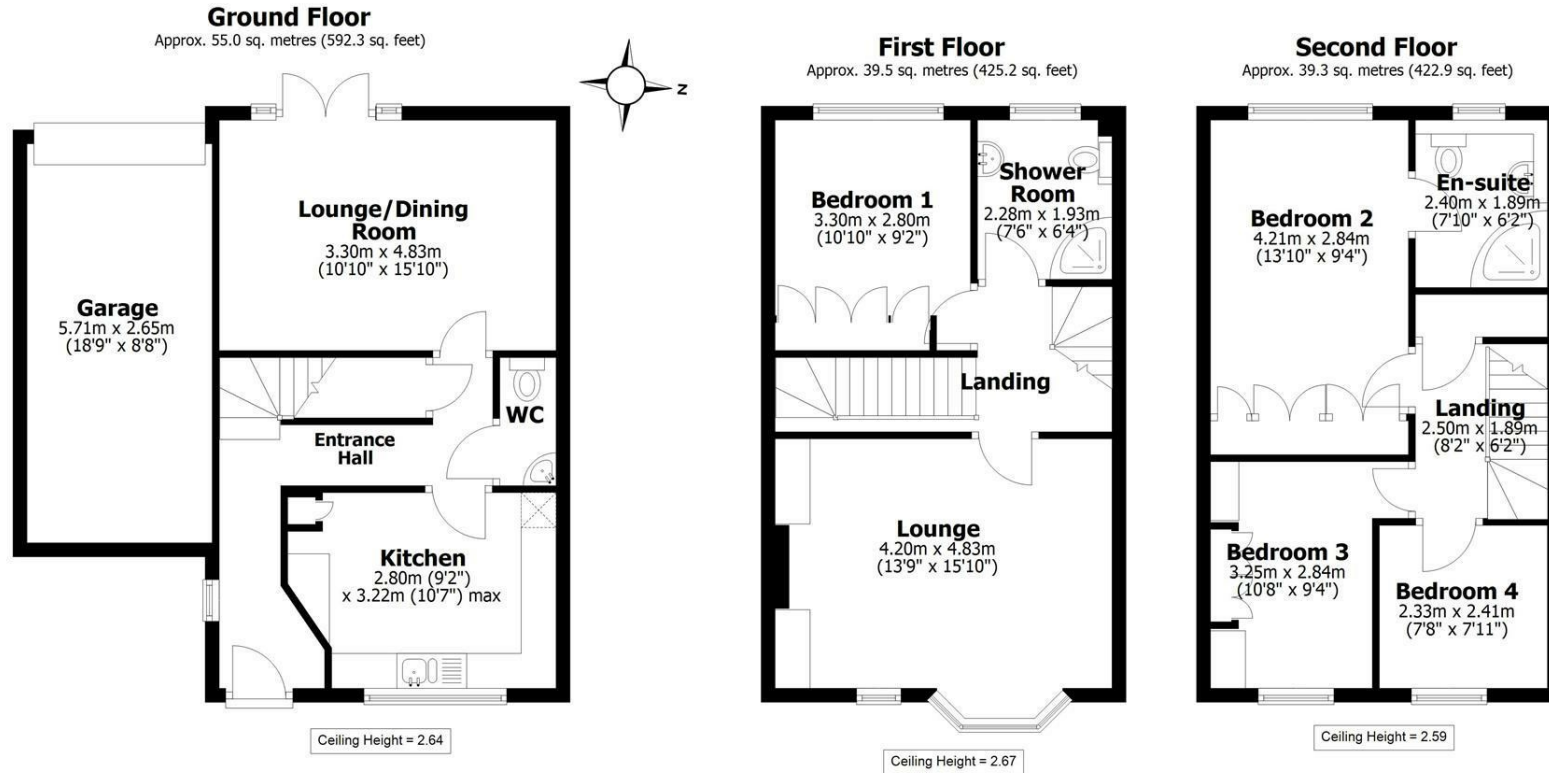 Ground Floor
Approx. 55.0 sq. metres (592.3 sq. feet)
N
Lounge/Dining
Room
3.30m x 4.83m
(10'10" x 15'10")
Garage
5.71m x 2.65m
(18'9" x 8'8")
WC
Entrance
Hall
Kitchen
2.80m (9'2")
x 3.22m (10'7") max
Ceiling Height = 2.64
First Floor
Approx. 39.5 sq. metres (425.2 sq. feet)
Bedroom 1
3.30m x 2.80m
(10'10" x 9'2")
Shower
Room
2.28m x 1.93m
(7'6" x 6'4")
Landing
Lounge
4.20m x 4.83m
(13'9" x 15'10")
Ceiling Height = 2.67
Second Floor
Approx. 39.3 sq. metres (422.9 sq. feet)
Bedroom 2
4.21m x 2.84m
(13'10" x 9'4")
En-suite
2.40m x 1.89m
(7'10" x 6'2")
Landing
2.50m x 1.89m
(8'2" x 6'2")
Bedroom 3
3.25m x 2.84m
(10'8" x 9'4")
Bedroom 4
2.33m x 2.41m
(7'8" x 7'11")
Ceiling Height = 2.59